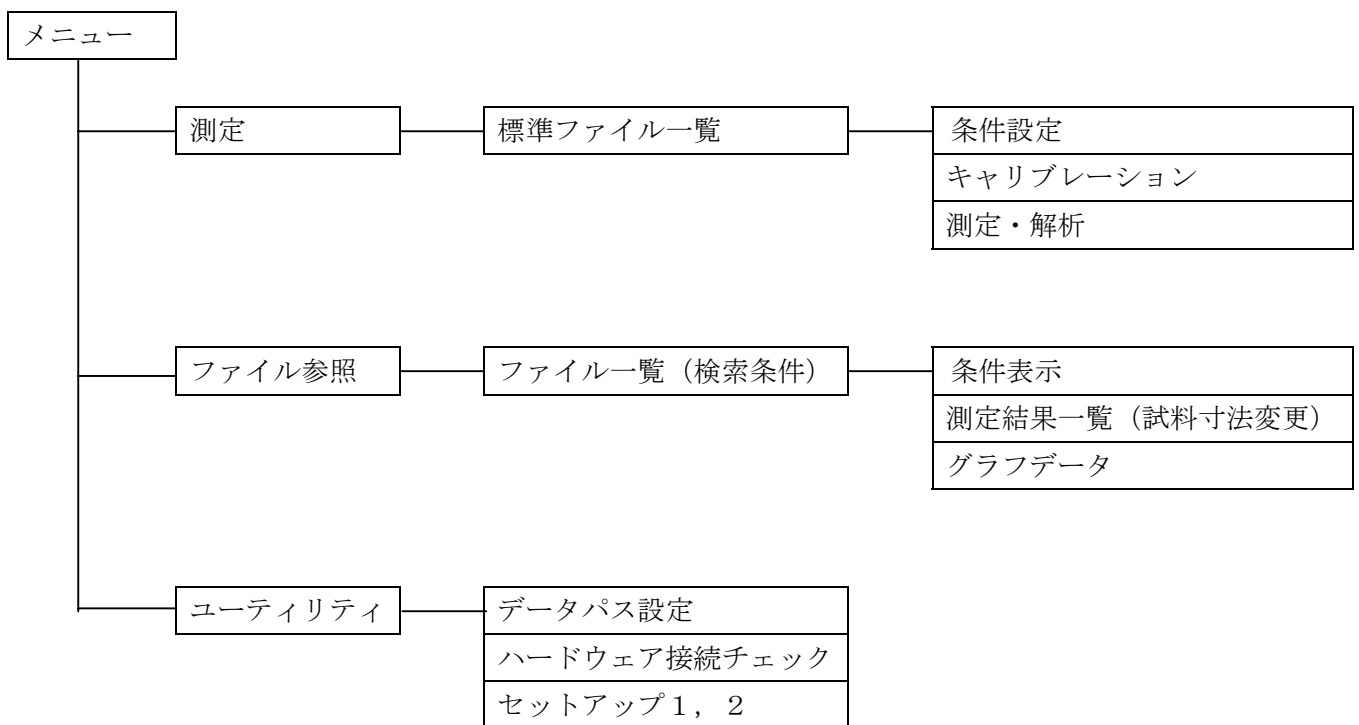 メニュー
測定
標準ファイル一覧
条件設定
キャリブレーション
測定・解析
ファイル参照
ファイル一覧（検索条件）
条件表示
測定結果一覧（試料寸法変更）
グラフデータ
ユーティリティ
データパス設定
ハードウェア接続チェック
セットアップ１，２